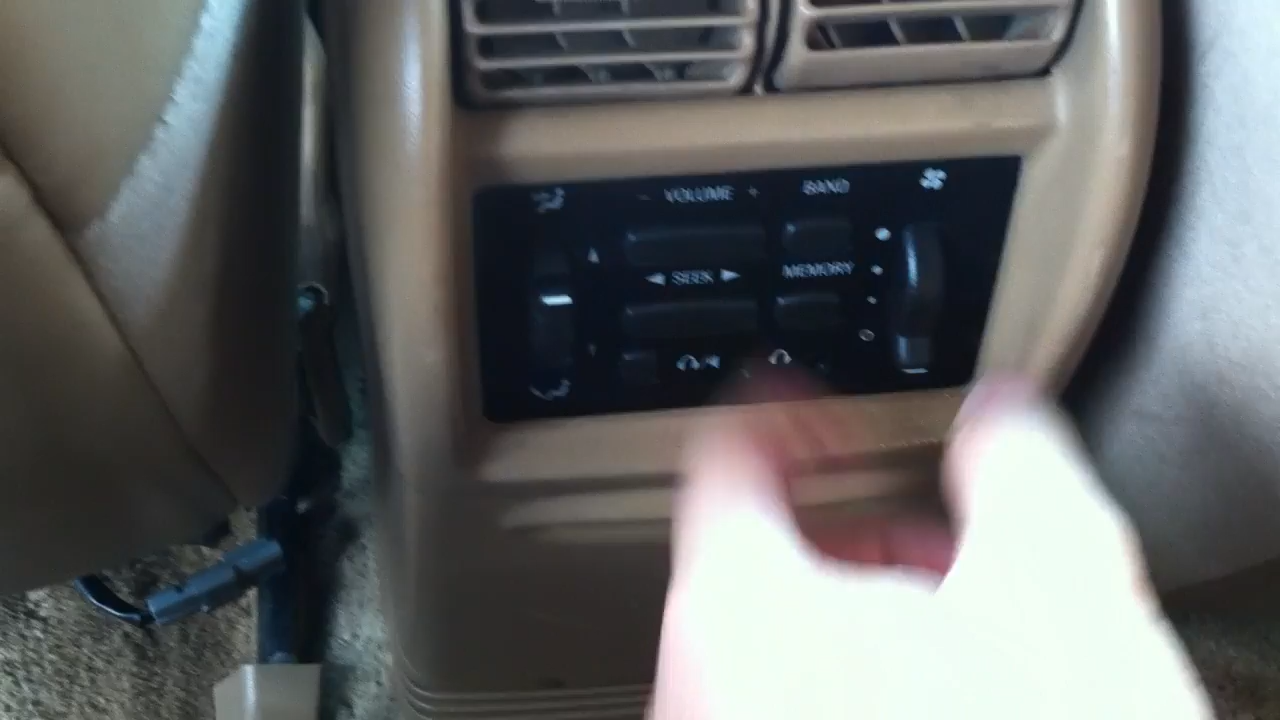 - VOLUME + BAND
◄ SEEK ► MEMORY